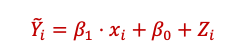 Ỹᵢ = β₁ · xᵢ + β₀ + Zᵢ